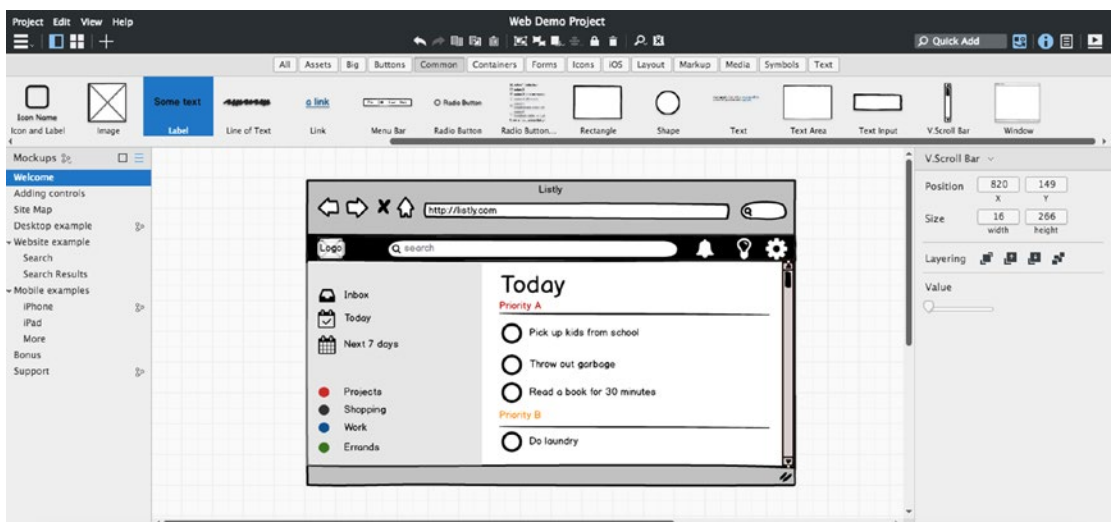 Web Demo Project
Project Edit View Help
Quick Add
All Assets Big Buttons Common Containers Forms Icons iOS Layout Markup Media Symbols Text
Some text
a link
Radio Button
Icon Name
Icon and Label Image Label Line of Text Link Menu Bar Radio Button Radio Button... Rectangle Shape Text Text Area Text Input V.Scroll Bar Window
Mockups
Welcome
Adding controls
Site Map
Desktop example
Website example
Search
Search Results
Mobile examples
iPhone
iPad
More
Bonus
Support
Listly
http://listly.com
Logo
search
Inbox
Today
Next 7 days
Projects
Shopping
Work
Errands
Today
Priority A
Pick up kids from school
Throw out garbage
Read a book for 30 minutes
Priority B
Do laundry
V.Scroll Bar
Position 820 149
X Y
Size 16 266
width height
Layering
Value